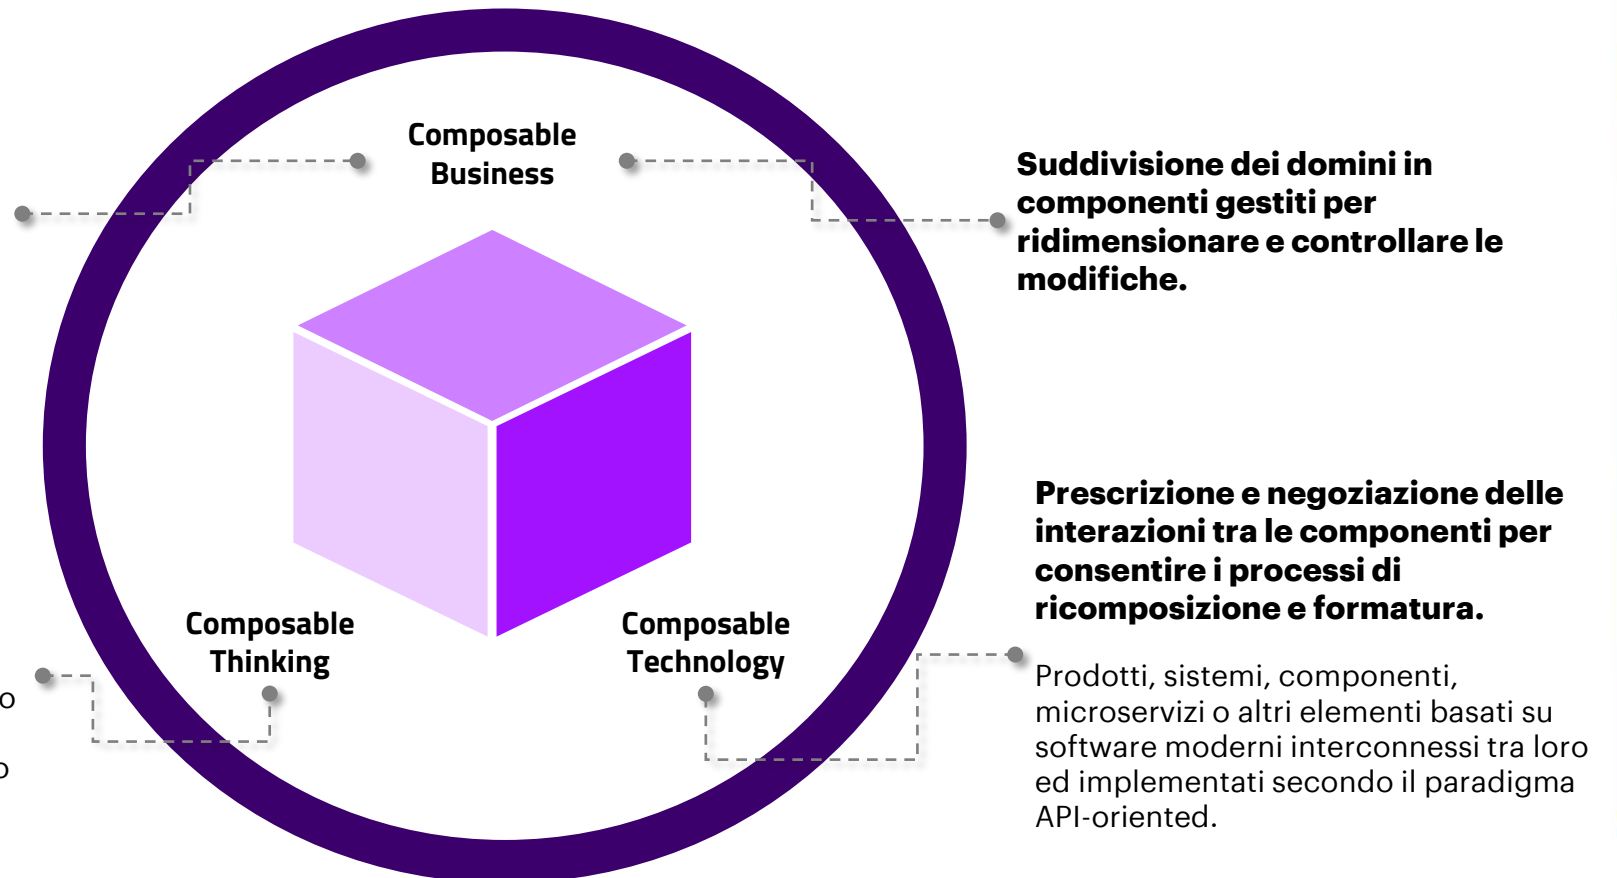 Composable
Business
Suddivisione dei domini in
componenti gestiti per
ridimensionare e controllare le
modifiche.
Composable
Thinking
Composable
Technology
Prescrizione e negoziazione delle
interazioni tra le componenti per
consentire i processi di
ricomposizione e formatura.
Prodotti, sistemi, componenti,
microservizi o altri elementi basati su
software moderni interconnessi tra loro
ed implementati secondo il paradigma
API-oriented.